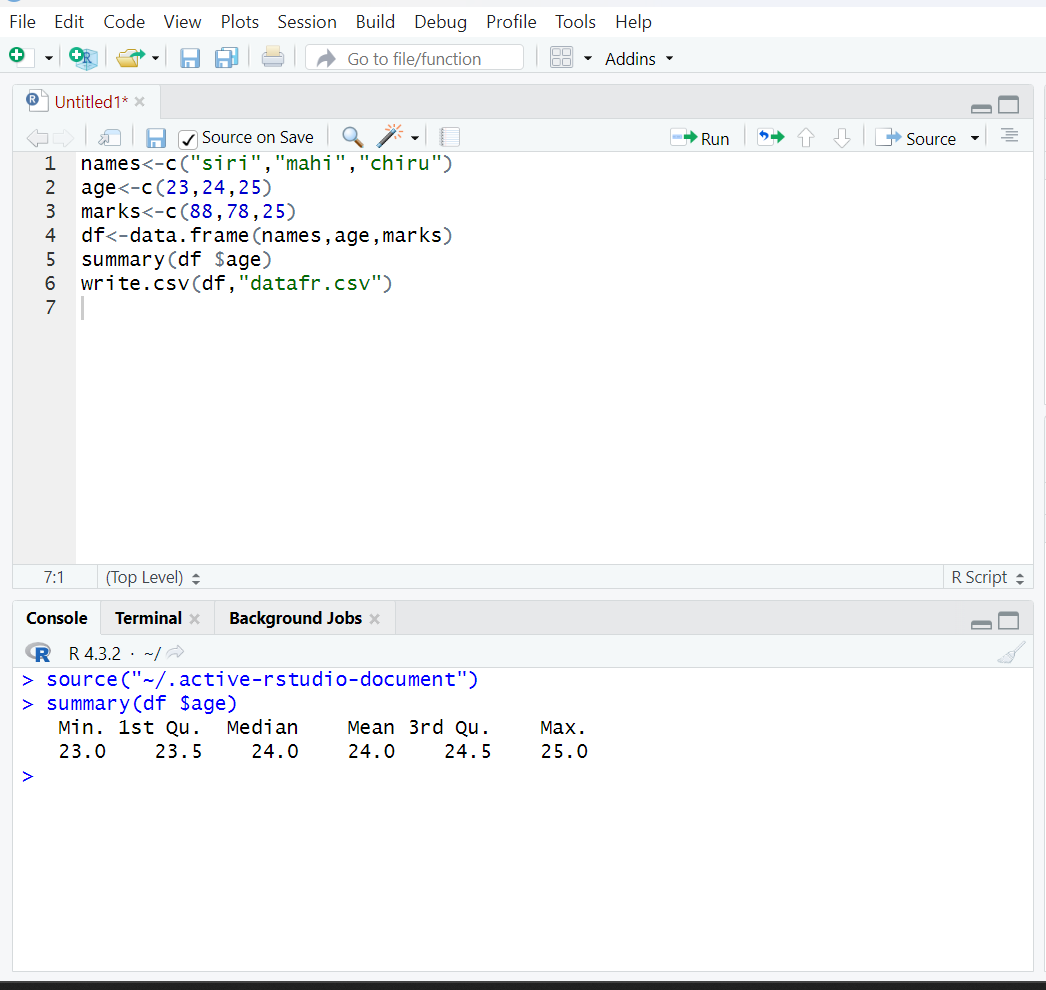 File Edit Code View Plots Session Build Debug Profile Tools Help
R Go to file/function Addins
R Untitled1*
Source on Save Run Source
1 names<-c("siri","mahi","chiru")
2 age<-c(23,24,25)
3 marks<-c(88,78,25)
4 df<-data.frame(names,age,marks)
5 summary(df $age)
6 write.csv(df,"datafr.csv")
7
7:1 (Top Level) R Script
Console Terminal Background Jobs
R R 4.3.2 · ~/
> source("~/.active-rstudio-document")
> summary(df $age)
   Min. 1st Qu.  Median    Mean 3rd Qu.    Max.
   23.0    23.5    24.0    24.0    24.5    25.0
>